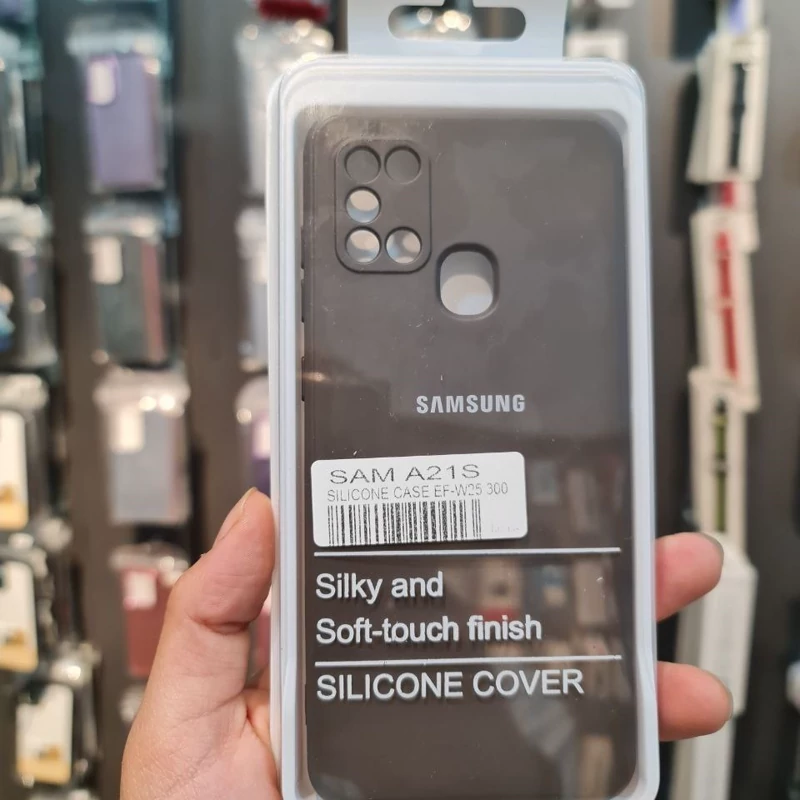 SAMSUNG
SAM A21S
SILICONE CASE EF-W25 300
Silky and
Soft-touch finish
SILICONE COVER